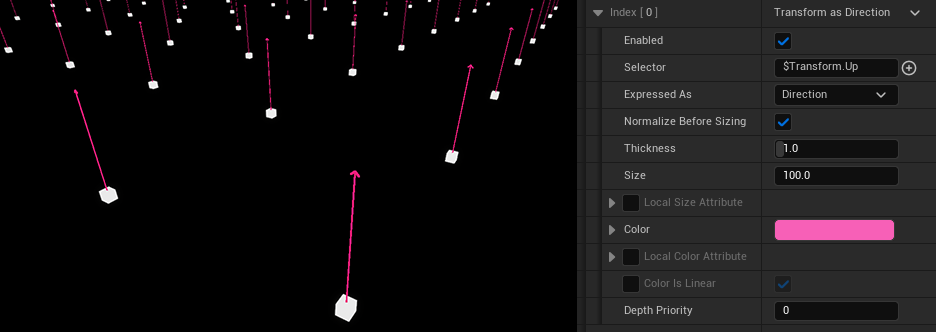 Index [ 0 ] Transform as Direction
Enabled
Selector $Transform.Up
Expressed As Direction
Normalize Before Sizing
Thickness 1.0
Size 100.0
Local Size Attribute
Color
Local Color Attribute
Color Is Linear
Depth Priority 0